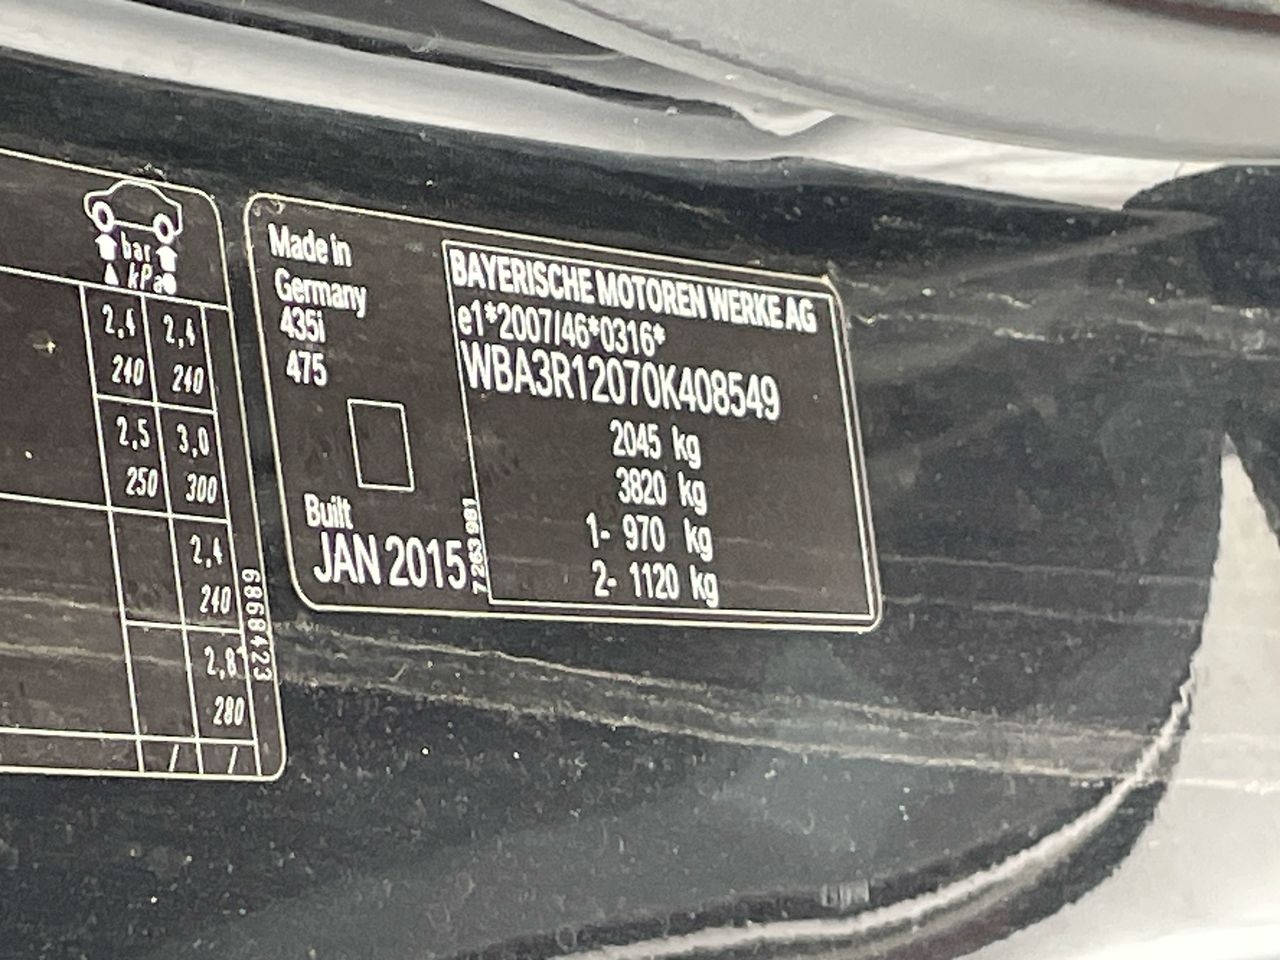 bar
kPa
2,4 2,4
240 240
2,5 3,0
250 300
2,4
240
2,8
280
/ /
6868423
Made in
Germany
435i
475
Built
JAN 2015
7 263 981
BAYERISCHE MOTOREN WERKE AG
e1*2007/46*0316*
WBA3R12070K408549
2045 kg
3820 kg
1- 970 kg
2- 1120 kg